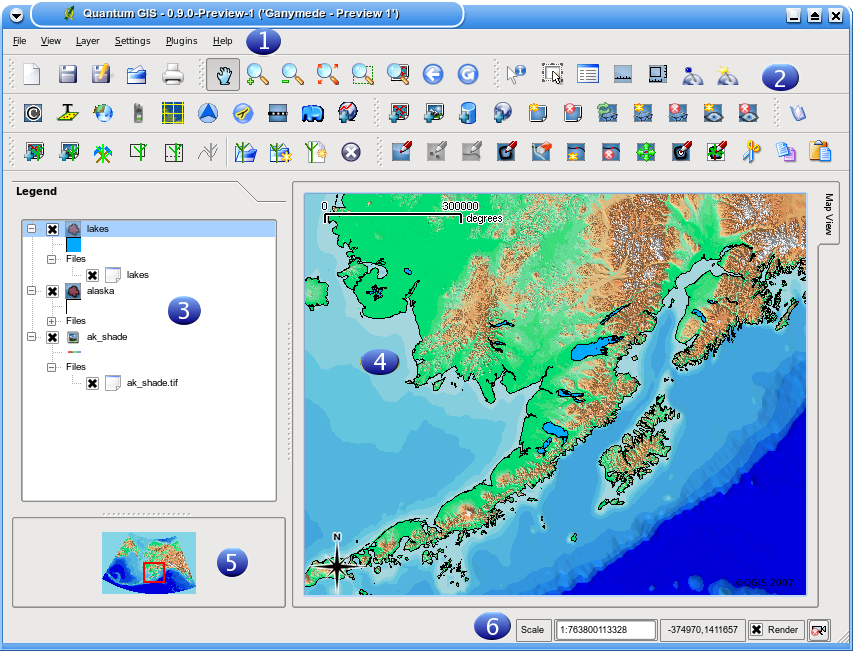 Quantum GIS - 0.9.0-Preview-1 ('Ganymede - Preview 1')
File View Layer Settings Plugins Help 1
2
Legend
Map View
lakes
Files
lakes
alaska
Files
ak_shade
Files
ak_shade.tif
3
0 300000
degrees
4
N
© QGIS 2007
5
6 Scale 1:763800113328 -374970,1411657 Render